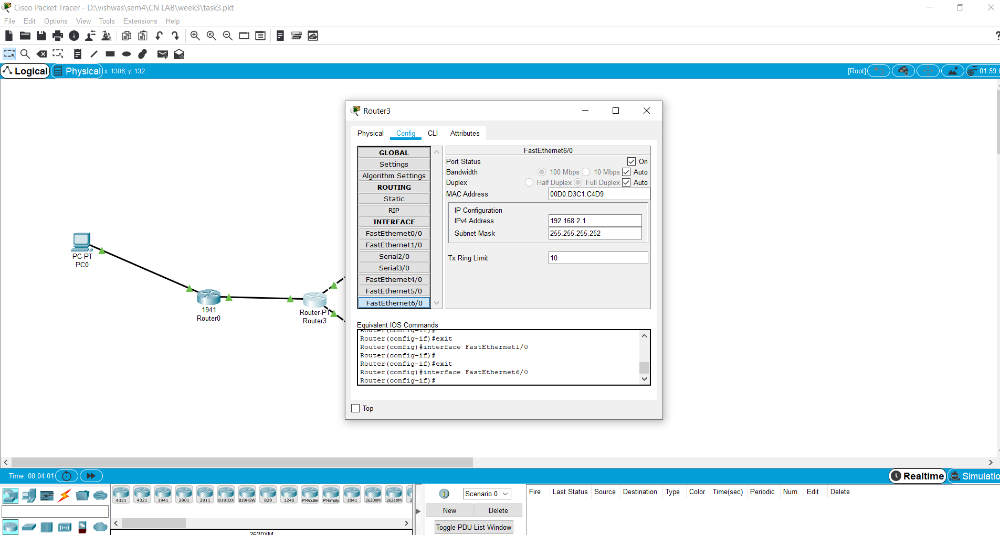 Cisco Packet Tracer - D:\vishwas\sem4\CN LAB\week3\task3.pkt
File Edit Options View Tools Extensions Help
Logical Physical x: 1306, y: 132 [Root] 01:59:
Router3
Physical Config CLI Attributes
GLOBAL
Settings
Algorithm Settings
ROUTING
Static
RIP
INTERFACE
FastEthernet0/0
FastEthernet1/0
Serial2/0
Serial3/0
FastEthernet4/0
FastEthernet5/0
FastEthernet6/0
FastEthernet6/0
Port Status On
Bandwidth 100 Mbps 10 Mbps Auto
Duplex Half Duplex Full Duplex Auto
MAC Address 00D0.D3C1.C4D9
IP Configuration
IPv4 Address 192.168.2.1
Subnet Mask 255.255.255.252
Tx Ring Limit 10
Equivalent IOS Commands
Router(config-if)#
Router(config-if)#exit
Router(config)#interface FastEthernet1/0
Router(config-if)#
Router(config-if)#exit
Router(config)#interface FastEthernet6/0
Router(config-if)#
Top
PC-PT
PC0
1941
Router0
Router-PT
Router3
Time: 00:04:01 Realtime Simulatio
4331 4321 1941 2901 2911 819IOX 819HGW 829 1240 PT-Router PT-Empty 1841 2620XM 2621XM 2
2620XM
Scenario 0
New Delete
Toggle PDU List Window
Fire Last Status Source Destination Type Color Time(sec) Periodic Num Edit Delete